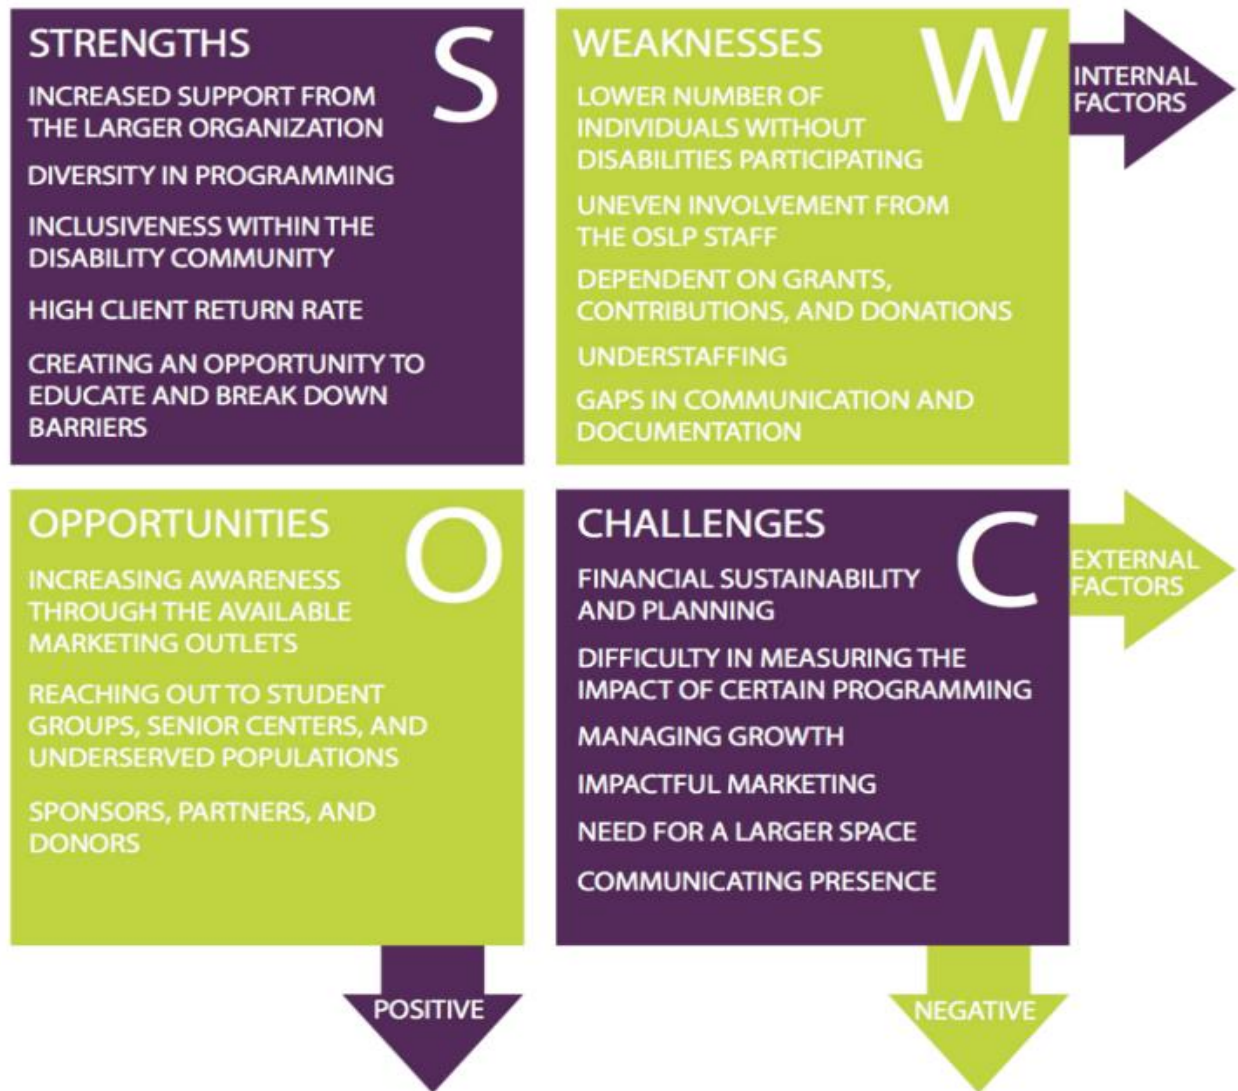 STRENGTHS
S
INCREASED SUPPORT FROM
THE LARGER ORGANIZATION
DIVERSITY IN PROGRAMMING
INCLUSIVENESS WITHIN THE
DISABILITY COMMUNITY
HIGH CLIENT RETURN RATE
CREATING AN OPPORTUNITY TO
EDUCATE AND BREAK DOWN
BARRIERS
WEAKNESSES
W
LOWER NUMBER OF
INDIVIDUALS WITHOUT
DISABILITIES PARTICIPATING
UNEVEN INVOLVEMENT FROM
THE OSLP STAFF
DEPENDENT ON GRANTS,
CONTRIBUTIONS, AND DONATIONS
UNDERSTAFFING
GAPS IN COMMUNICATION AND
DOCUMENTATION
INTERNAL
FACTORS
OPPORTUNITIES
O
INCREASING AWARENESS
THROUGH THE AVAILABLE
MARKETING OUTLETS
REACHING OUT TO STUDENT
GROUPS, SENIOR CENTERS, AND
UNDERSERVED POPULATIONS
SPONSORS, PARTNERS, AND
DONORS
CHALLENGES
C
FINANCIAL SUSTAINABILITY
AND PLANNING
DIFFICULTY IN MEASURING THE
IMPACT OF CERTAIN PROGRAMMING
MANAGING GROWTH
IMPACTFUL MARKETING
NEED FOR A LARGER SPACE
COMMUNICATING PRESENCE
EXTERNAL
FACTORS
POSITIVE
NEGATIVE